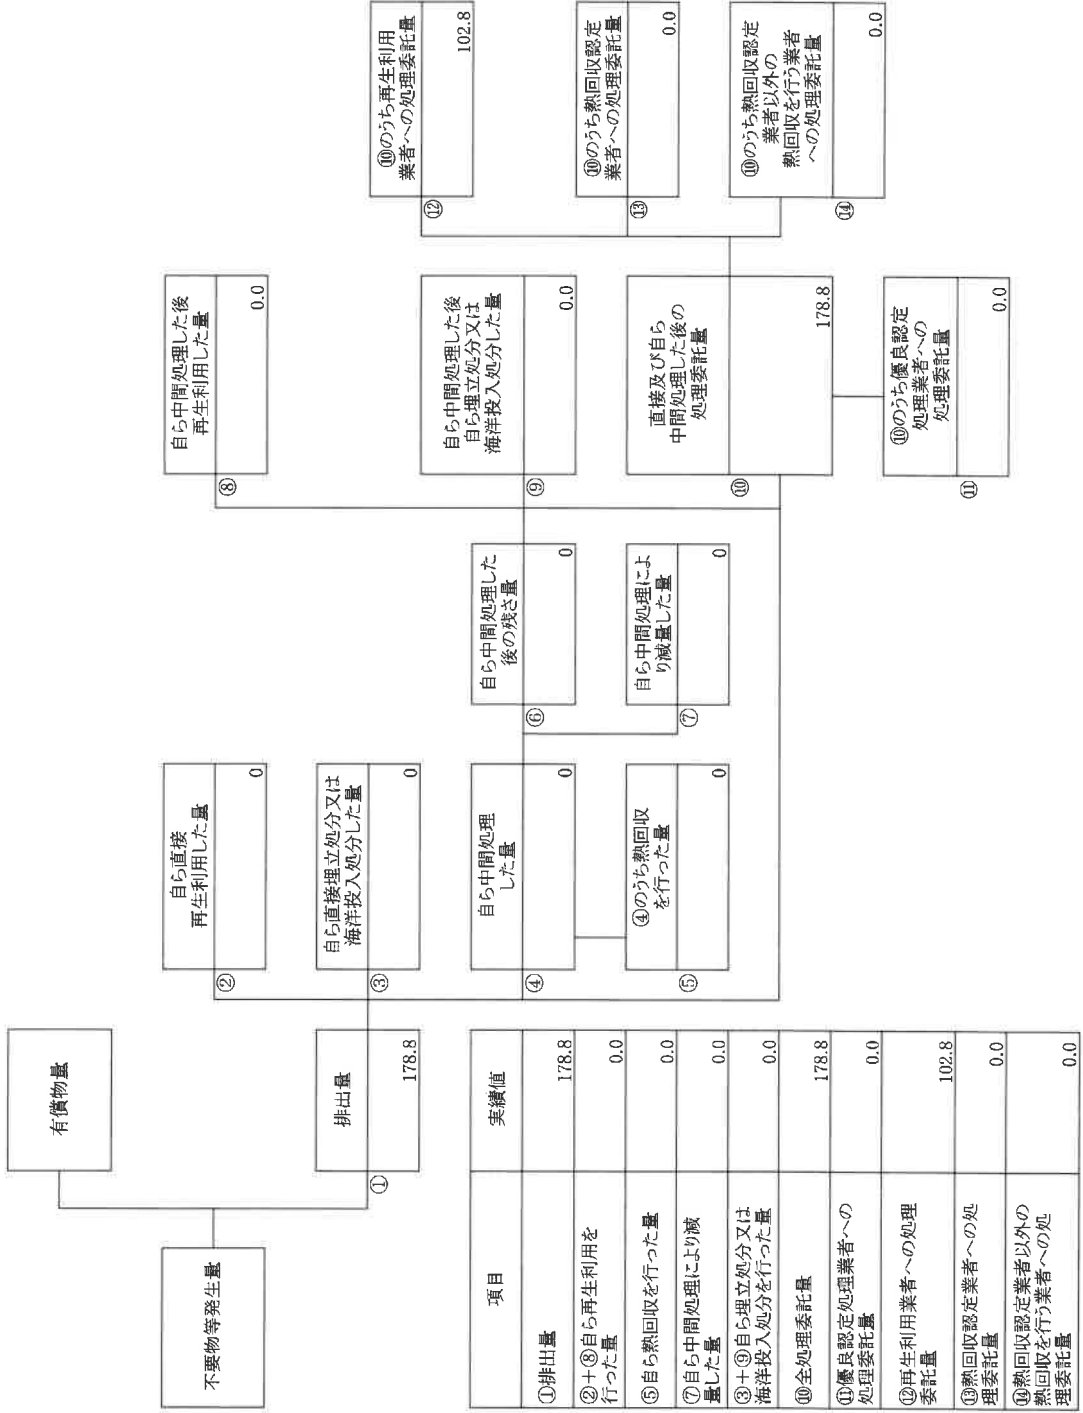 有償物量
不要物等発生量
排出量
①
178.8
自ら直接
再生利用した量
②
0
自ら直接埋立処分又は
海洋投入処分した量
③
0
自ら中間処理
した量
④
0
④のうち熱回収
を行った量
⑤
0
自ら中間処理した
後の残さ量
⑥
0
自ら中間処理によ
り減量した量
⑦
0
自ら中間処理した後
再生利用した量
⑧
0.0
自ら中間処理した後
自ら埋立処分又は
海洋投入処分した量
⑨
0.0
直接及び自ら
中間処理した後の
処理委託量
⑩
178.8
⑩のうち優良認定
処理業者への
処理委託量
⑪
0.0
⑩のうち再生利用
業者への処理委託量
⑫
102.8
⑩のうち熱回収認定
業者への処理委託量
⑬
0.0
⑩のうち熱回収認定
業者以外の
熱回収を行う業者
への処理委託量
⑭
0.0
項目 実績値
①排出量 178.8
②+⑧自ら再生利用を
行った量 0.0
⑤自ら熱回収を行った量 0.0
⑦自ら中間処理により減
量した量 0.0
③+⑨自ら埋立処分又は
海洋投入処分を行った量 0.0
⑩全処理委託量 178.8
⑪優良認定処理業者への
処理委託量 0.0
⑫再生利用業者への処理
委託量 102.8
⑬熱回収認定業者への処
理委託量 0.0
⑭熱回収認定業者以外の
熱回収を行う業者への処
理委託量 0.0